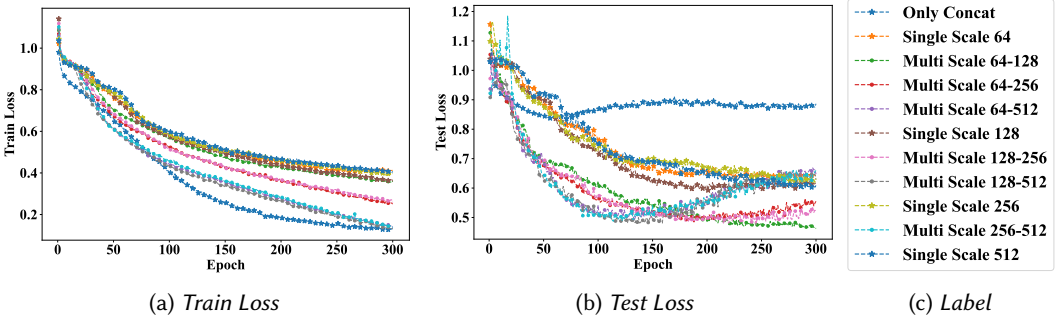 1.0
0.8
0.6
0.4
0.2
Train Loss
0 50 100 150 200 250 300
Epoch
(a) Train Loss
1.2
1.1
1.0
0.9
0.8
0.7
0.6
0.5
Test Loss
0 50 100 150 200 250 300
Epoch
(b) Test Loss
Only Concat
Single Scale 64
Multi Scale 64-128
Multi Scale 64-256
Multi Scale 64-512
Single Scale 128
Multi Scale 128-256
Multi Scale 128-512
Single Scale 256
Multi Scale 256-512
Single Scale 512
(c) Label